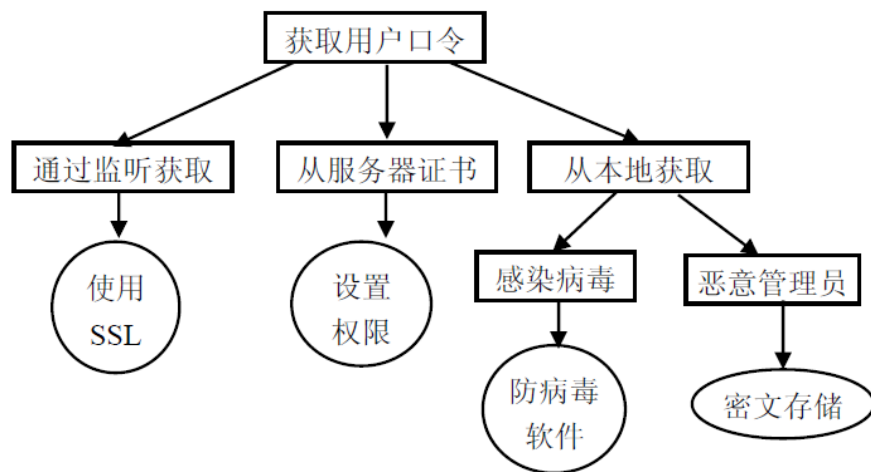 获取用户口令
通过监听获取
从服务器证书
从本地获取
使用
SSL
设置
权限
感染病毒
恶意管理员
防病毒
软件
密文存储